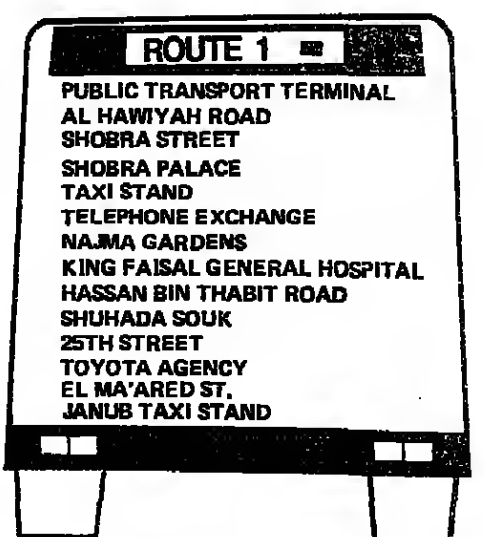 ROUTE 1
PUBLIC TRANSPORT TERMINAL
AL HAWIYAH ROAD
SHOBRA STREET
SHOBRA PALACE
TAXI STAND
TELEPHONE EXCHANGE
NAJMA GARDENS
KING FAISAL GENERAL HOSPITAL
HASSAN BIN THABIT ROAD
SHUHADA SOUK
25TH STREET
TOYOTA AGENCY
EL MA'ARED ST.
JANUB TAXI STAND